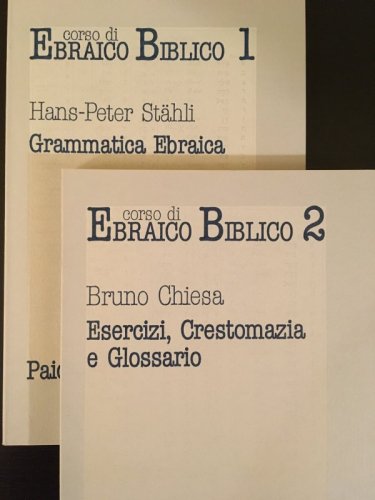 corso di
EBRAICO BIBLICO 1
Hans-Peter Stähli
Grammatica Ebraica
corso di
EBRAICO BIBLICO 2
Bruno Chiesa
Esercizi, Crestomazia
e Glossario